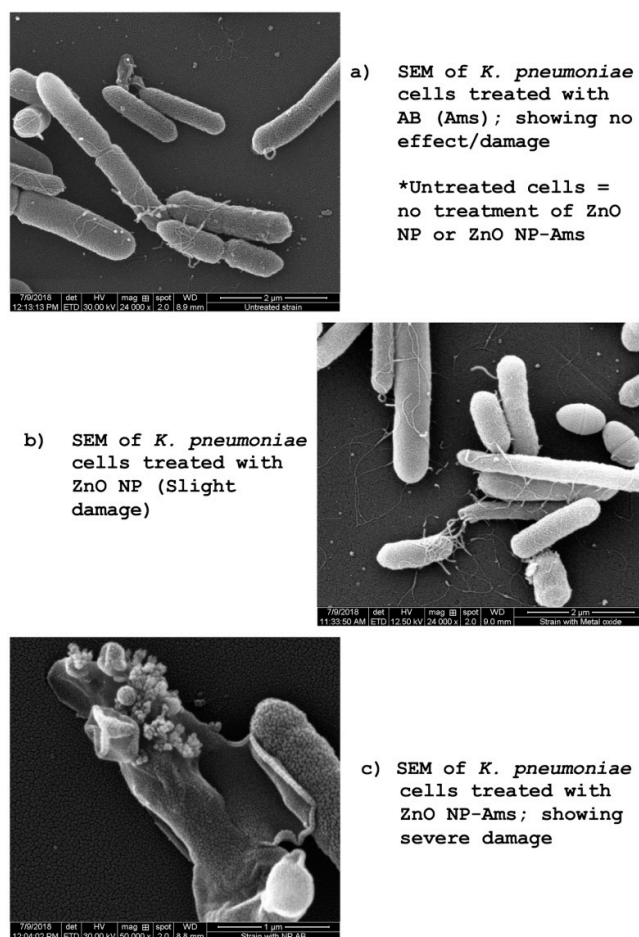 a) SEM of K. pneumoniae
cells treated with
AB (Ams); showing no
effect/damage
*Untreated cells =
no treatment of ZnO
NP or ZnO NP-Ams
7/9/2018 det HV mag ⊞ spot WD 2 µm
12:13:13 PM ETD 30.00 kV 24 000 x 2.0 8.9 mm Untreated strain
b) SEM of K. pneumoniae
cells treated with
ZnO NP (Slight
damage)
7/9/2018 det HV mag ⊞ spot WD 2 µm
11:33:50 AM ETD 12.50 kV 24 000 x 2.0 9.0 mm Strain with Metal oxide
c) SEM of K. pneumoniae
cells treated with
ZnO NP-Ams; showing
severe damage
7/9/2018 det HV mag ⊞ spot WD 1 µm
12:04:02 PM ETD 30.00 kV 50 000 x 2.0 8.8 mm Strain with NP AB